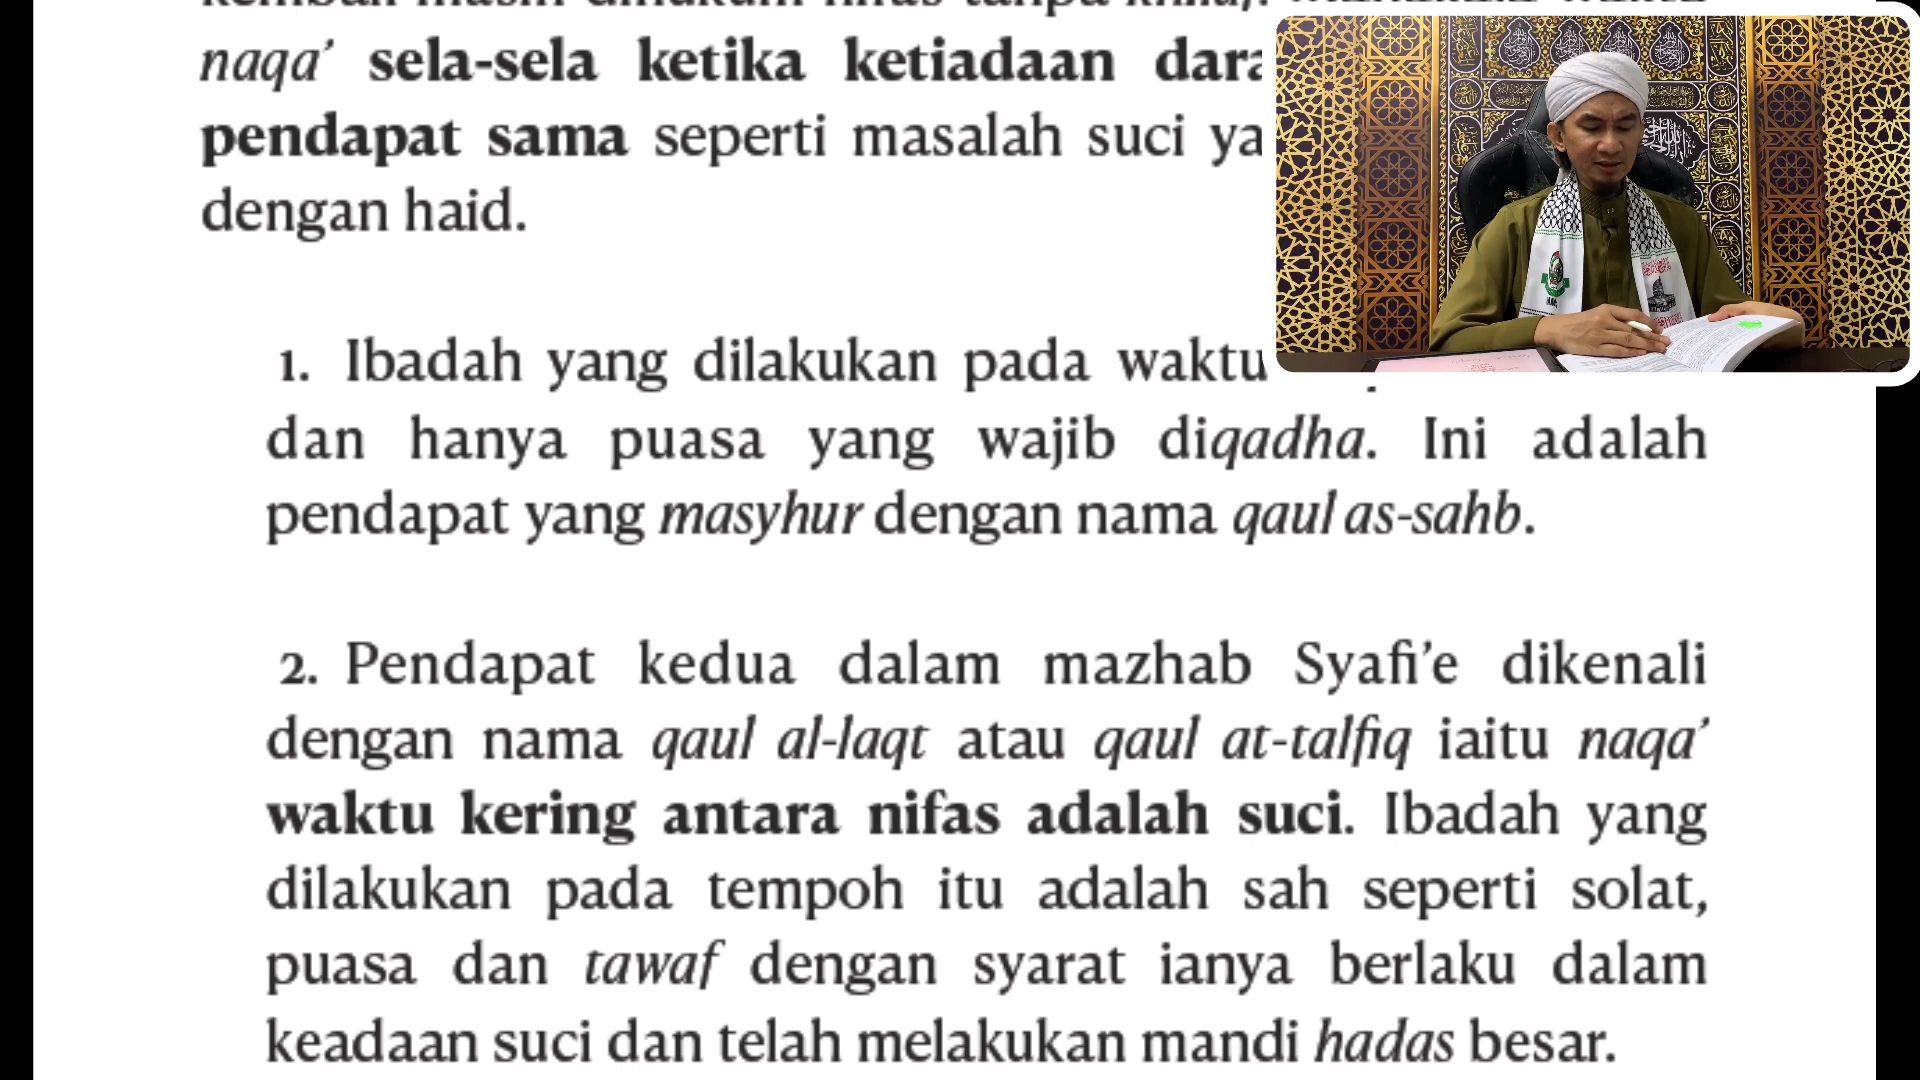 naqa’ sela-sela ketika ketiadaan
pendapat sama seperti masalah suci
dengan haid.
1. Ibadah yang dilakukan pada waktu
dan hanya puasa yang wajib diqadha. Ini adalah
pendapat yang masyhur dengan nama qaul as-sahb.
2. Pendapat kedua dalam mazhab Syafi’e dikenali
dengan nama qaul al-laqt atau qaul at-talfiq iaitu naqa’
waktu kering antara nifas adalah suci. Ibadah yang
dilakukan pada tempoh itu adalah sah seperti solat,
puasa dan tawaf dengan syarat ianya berlaku dalam
keadaan suci dan telah melakukan mandi hadas besar.